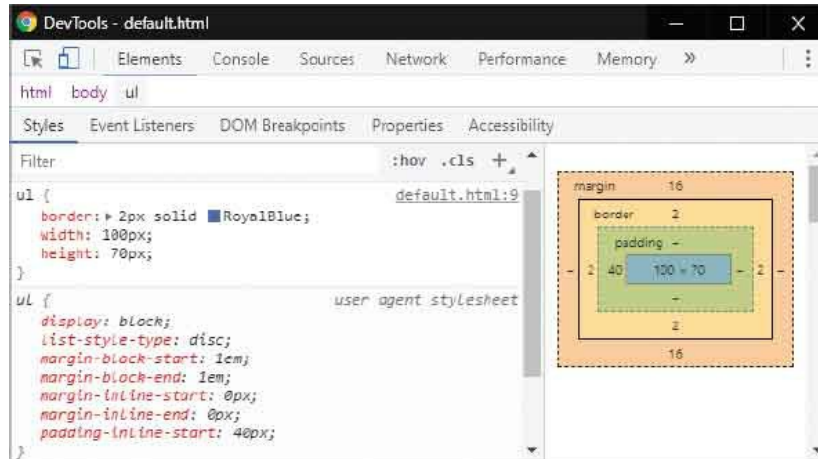 DevTools - default.html
Elements Console Sources Network Performance Memory »
html body ul
Styles Event Listeners DOM Breakpoints Properties Accessibility
Filter :hov .cls +
ul { default.html:9
border: 2px solid RoyalBlue;
width: 100px;
height: 70px;
}
ul { user agent stylesheet
display: block;
list-style-type: disc;
margin-block-start: 1em;
margin-block-end: 1em;
margin-inline-start: 0px;
margin-inline-end: 0px;
padding-inline-start: 40px;
}
margin 16
border 2
padding -
- 2 40 100 × 70 - 2 -
-
2
16